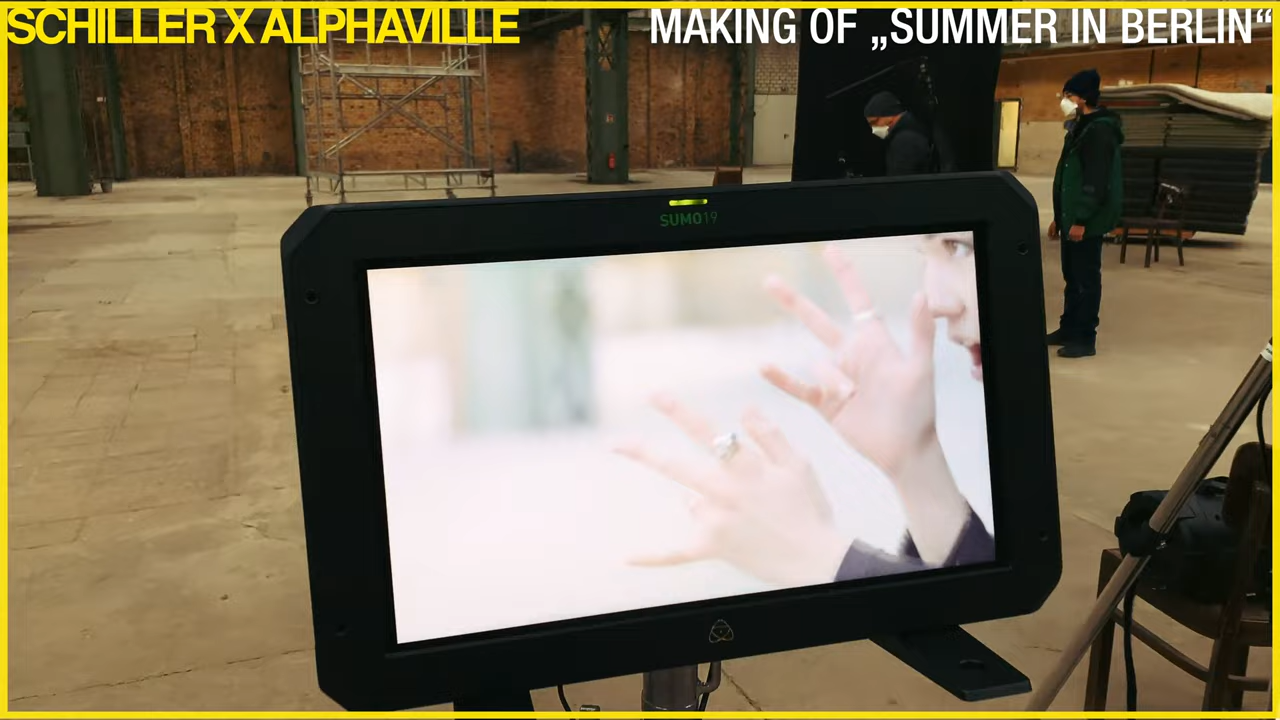 SCHILLER X ALPHAVILLE
MAKING OF „SUMMER IN BERLIN“
SUMO19